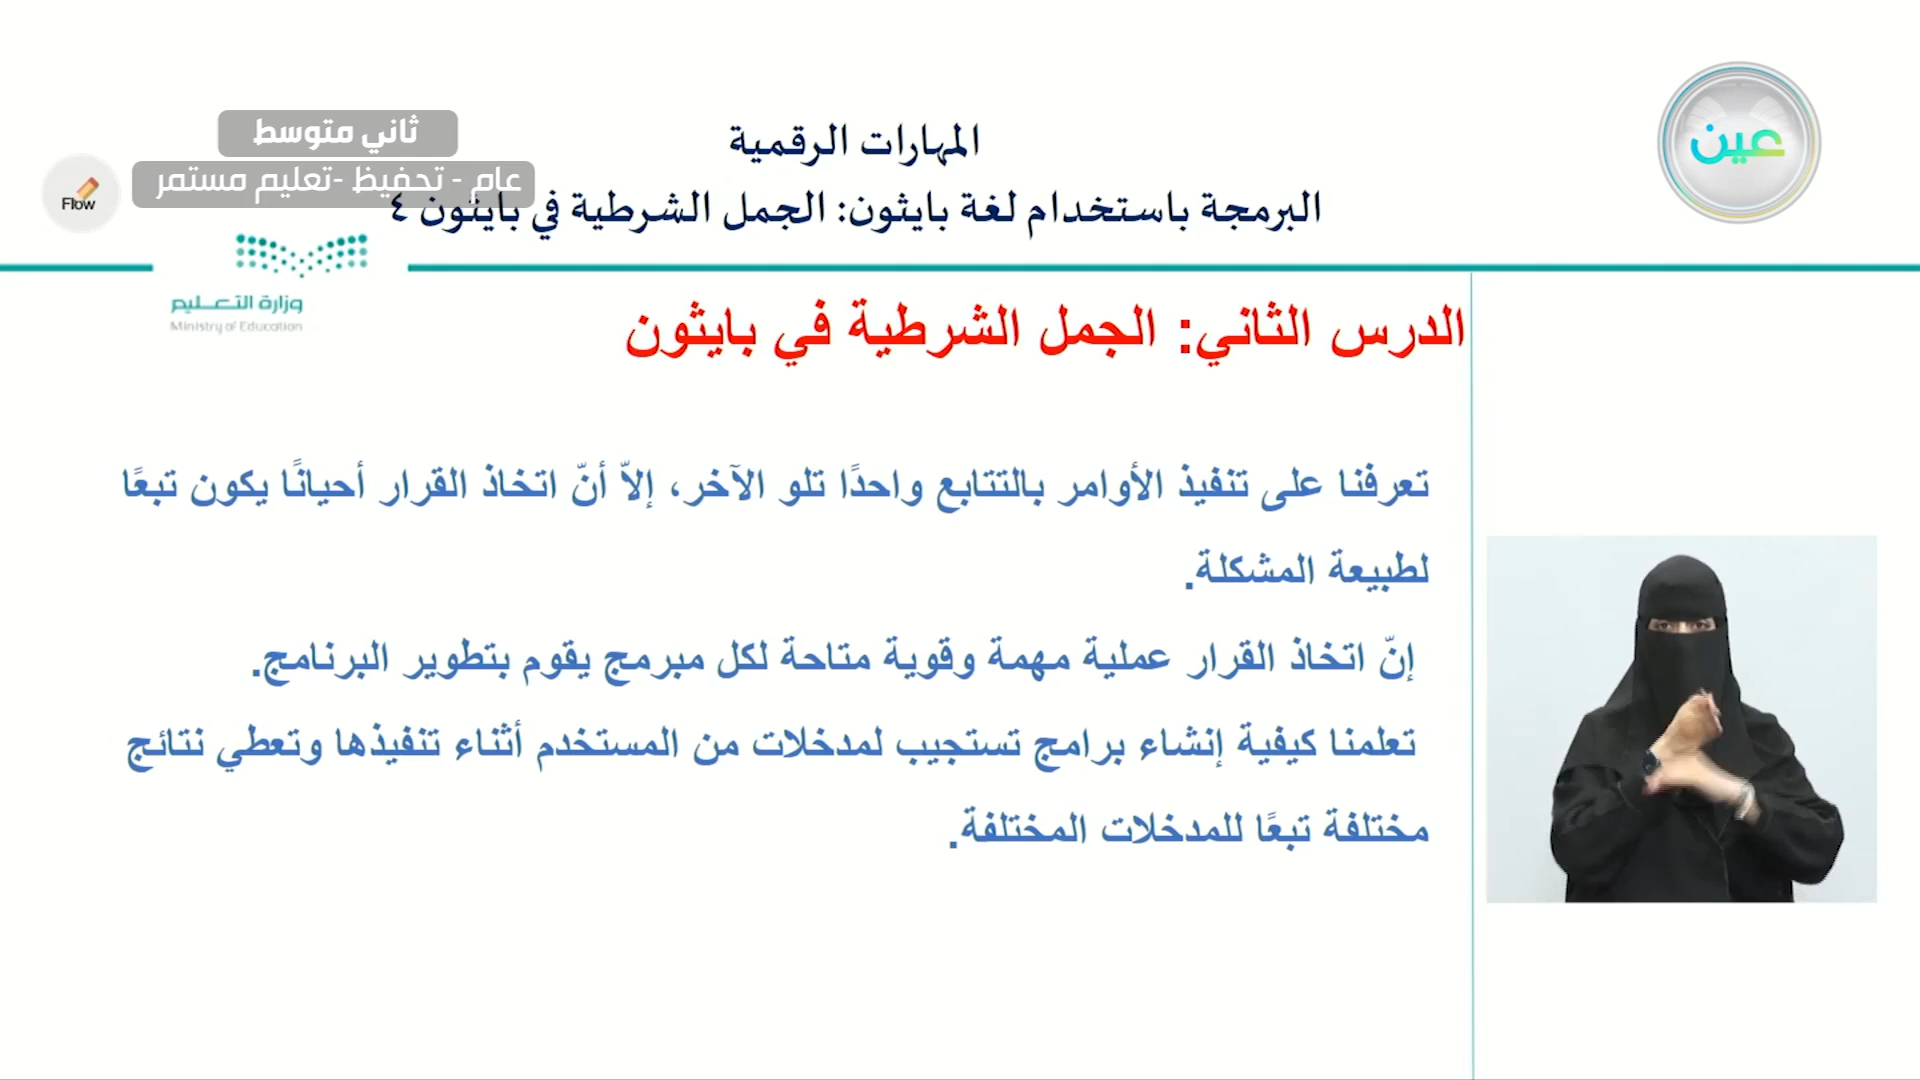 عين
ثاني متوسط
عام - تحفيظ -تعليم مستمر
Flow
المهارات الرقمية
البرمجة باستخدام لغة بايثون: الجمل الشرطية في بايثون ٤
وزارة التعليم
Ministry of Education
الدرس الثاني: الجمل الشرطية في بايثون
تعرفنا على تنفيذ الأوامر بالتتابع واحدًا تلو الآخر، إلاّ أنّ اتخاذ القرار أحيانًا يكون تبعًا
لطبيعة المشكلة.
إنّ اتخاذ القرار عملية مهمة وقوية متاحة لكل مبرمج يقوم بتطوير البرنامج.
تعلمنا كيفية إنشاء برامج تستجيب لمدخلات من المستخدم أثناء تنفيذها وتعطي نتائج
مختلفة تبعًا للمدخلات المختلفة.